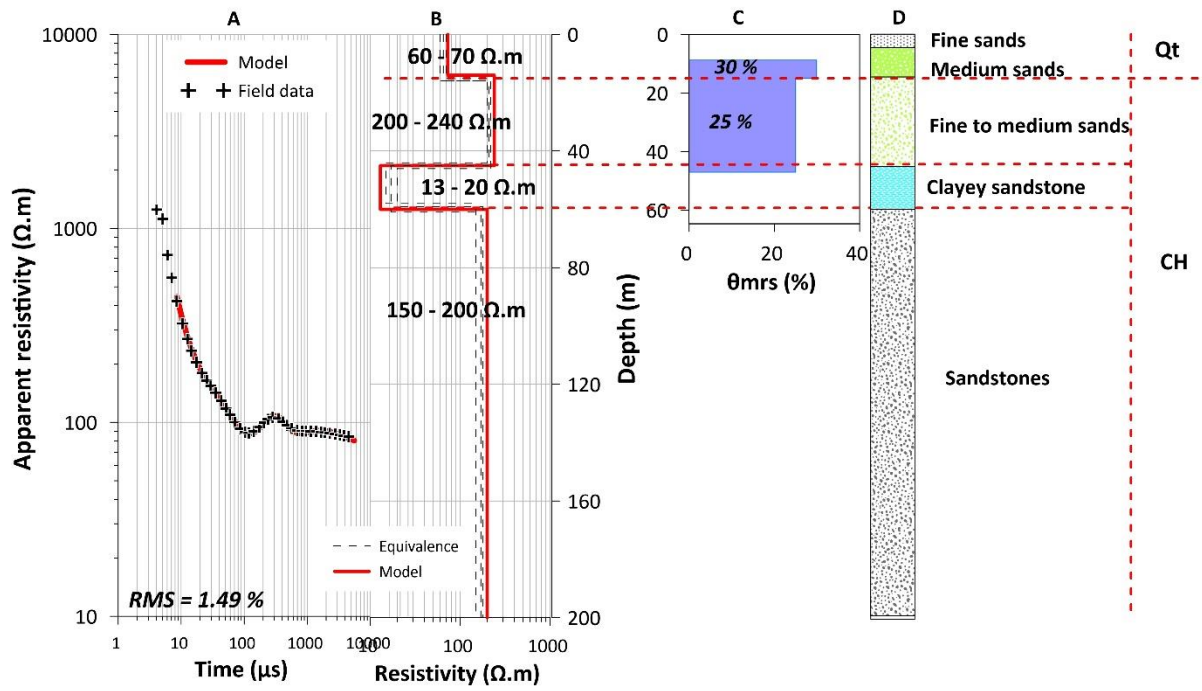 A
B
C
D
10000
1000
100
10
Apparent resistivity (Ω.m)
Model
Field data
RMS = 1.49 %
1
10
100
1000
10000
Time (µs)
60 - 70 Ω.m
200 - 240 Ω.m
13 - 20 Ω.m
150 - 200 Ω.m
Equivalence
Model
10
100
1000
Resistivity (Ω.m)
0
40
80
120
160
200
Depth (m)
0
20
40
60
30 %
25 %
0
20
40
θmrs (%)
Fine sands
Medium sands
Fine to medium sands
Clayey sandstone
Sandstones
Qt
CH